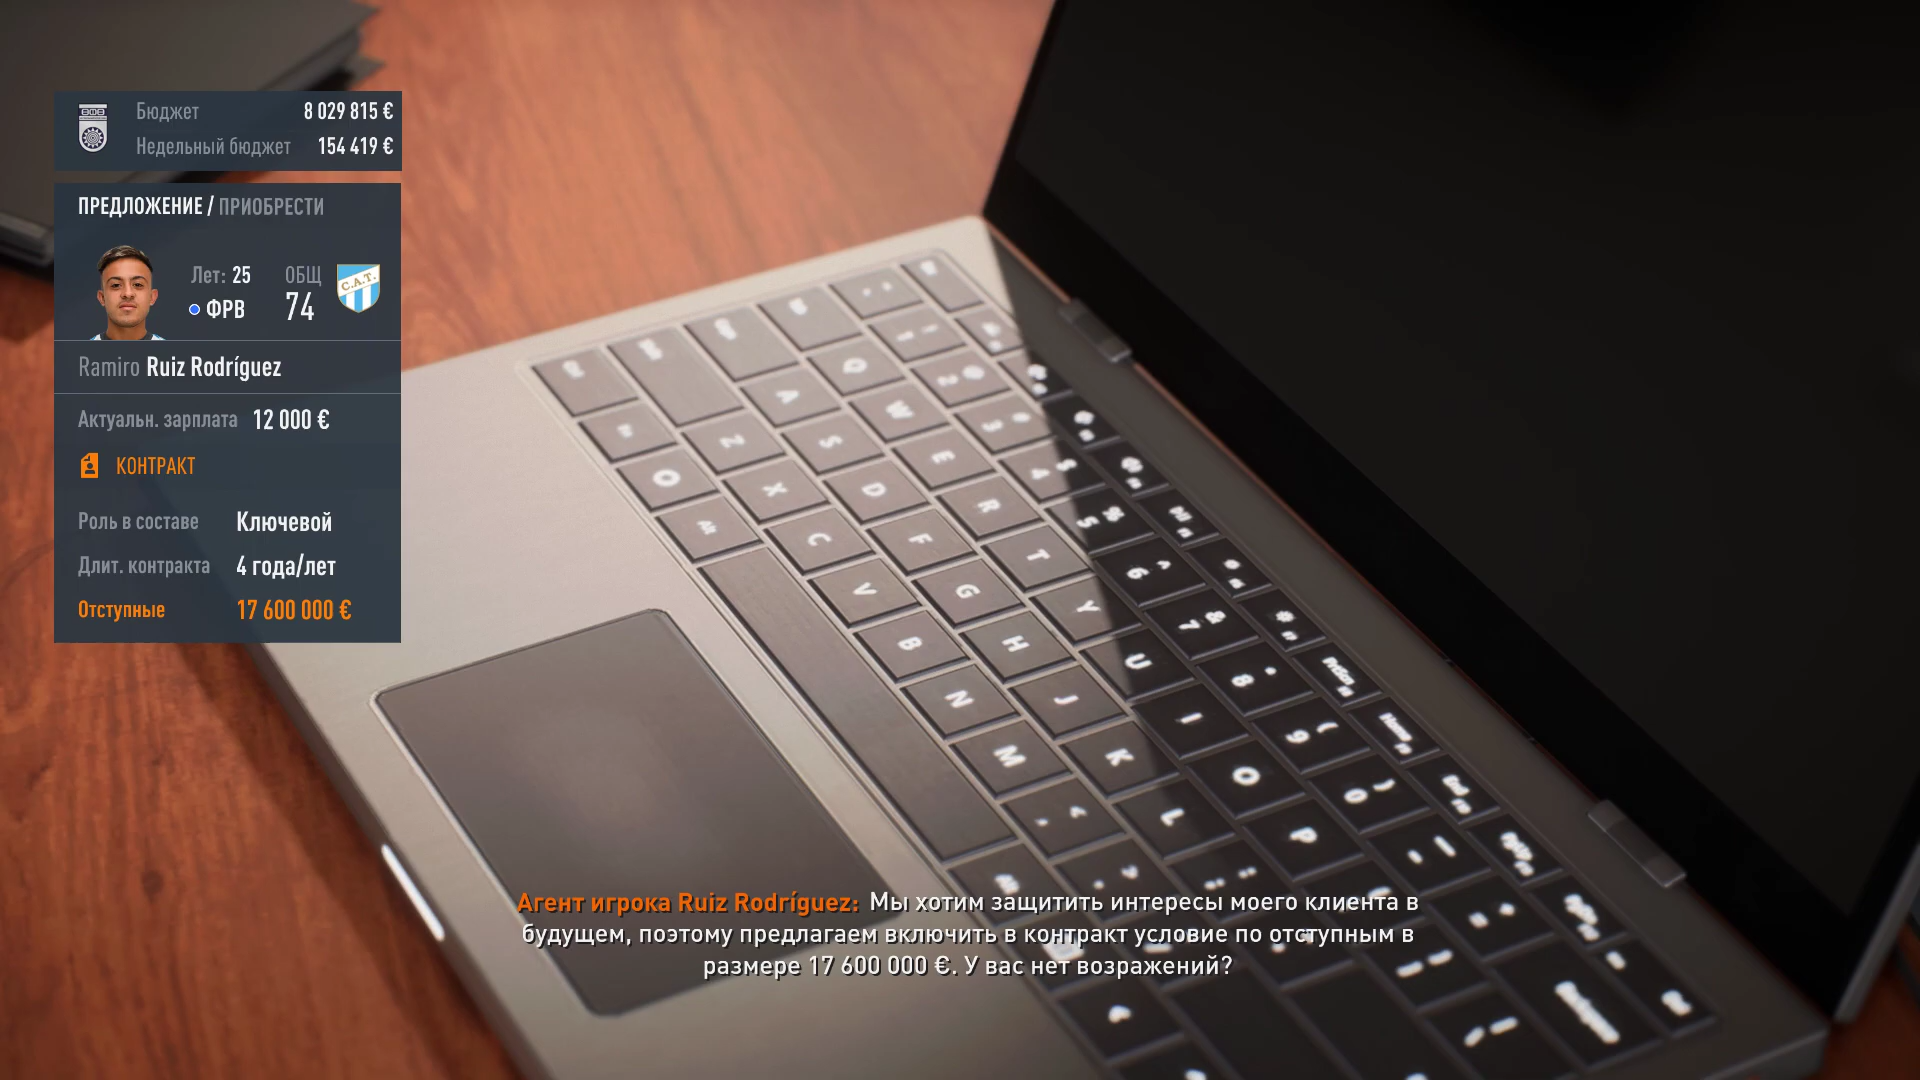 Бюджет 8 029 815 €
Недельный бюджет 154 419 €
ПРЕДЛОЖЕНИЕ / ПРИОБРЕСТИ
Лет: 25 ОБЩ
ФРВ 74
C.A.T.
Ramiro Ruiz Rodríguez
Актуальн. зарплата 12 000 €
КОНТРАКТ
Роль в составе Ключевой
Длит. контракта 4 года/лет
Отступные 17 600 000 €
Агент игрока Ruiz Rodríguez: Мы хотим защитить интересы моего клиента в
будущем, поэтому предлагаем включить в контракт условие по отступным в
размере 17 600 000 €. У вас нет возражений?